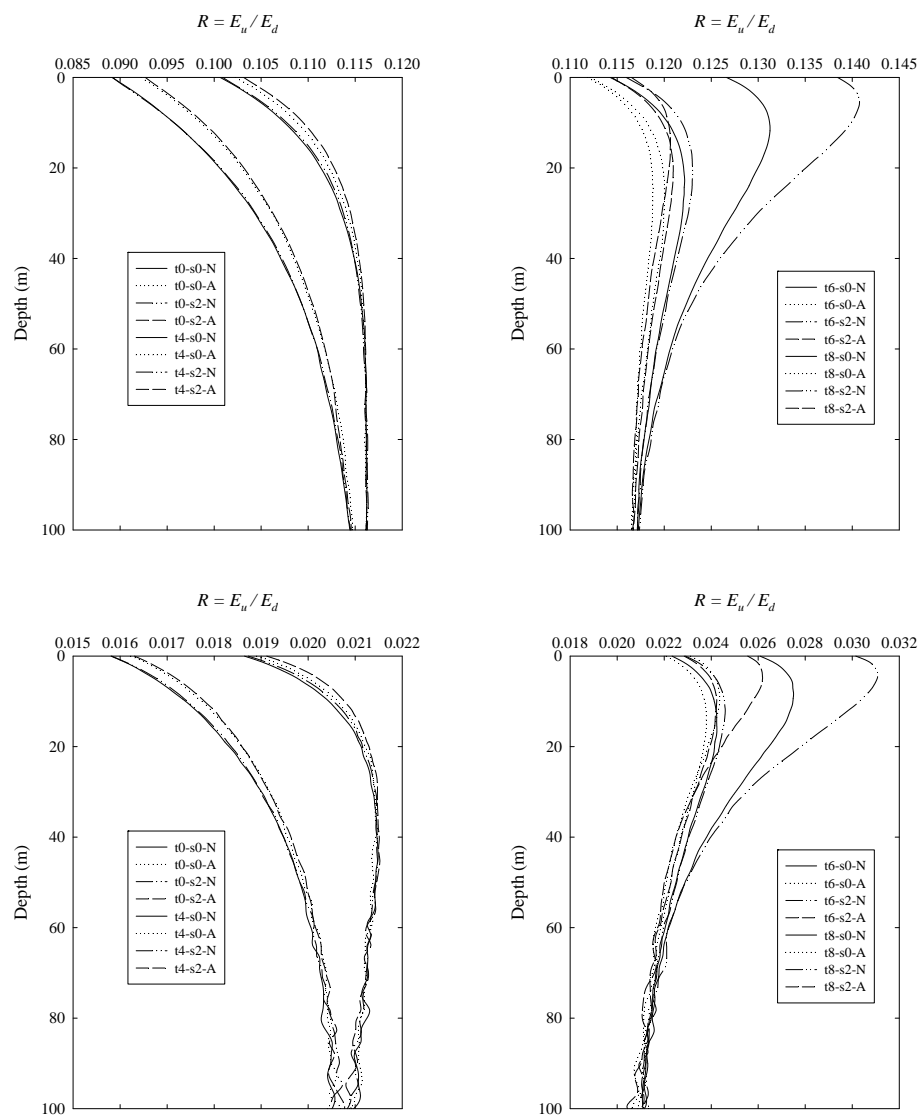 R = E_u / E_d
0.085 0.090 0.095 0.100 0.105 0.110 0.115 0.120
0
20
40
60
80
100
Depth (m)
t0-s0-N
t0-s0-A
t0-s2-N
t0-s2-A
t4-s0-N
t4-s0-A
t4-s2-N
t4-s2-A
R = E_u / E_d
0.110 0.115 0.120 0.125 0.130 0.135 0.140 0.145
0
20
40
60
80
100
Depth (m)
t6-s0-N
t6-s0-A
t6-s2-N
t6-s2-A
t8-s0-N
t8-s0-A
t8-s2-N
t8-s2-A
R = E_u / E_d
0.015 0.016 0.017 0.018 0.019 0.020 0.021 0.022
0
20
40
60
80
100
Depth (m)
t0-s0-N
t0-s0-A
t0-s2-N
t0-s2-A
t4-s0-N
t4-s0-A
t4-s2-N
t4-s2-A
R = E_u / E_d
0.018 0.020 0.022 0.024 0.026 0.028 0.030 0.032
0
20
40
60
80
100
Depth (m)
t6-s0-N
t6-s0-A
t6-s2-N
t6-s2-A
t8-s0-N
t8-s0-A
t8-s2-N
t8-s2-A